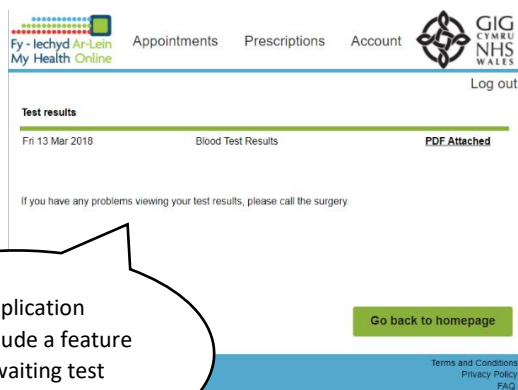 Fy - Iechyd Ar-Lein
My Health Online
Appointments Prescriptions Account
GIG
CYMRU
NHS
WALES
Log out
Test results
Fri 13 Mar 2018 Blood Test Results PDF Attached
If you have any problems viewing your test results, please call the surgery.
plication
ude a feature
waiting test
Go back to homepage
Terms and Conditions
Privacy Policy
FAQ